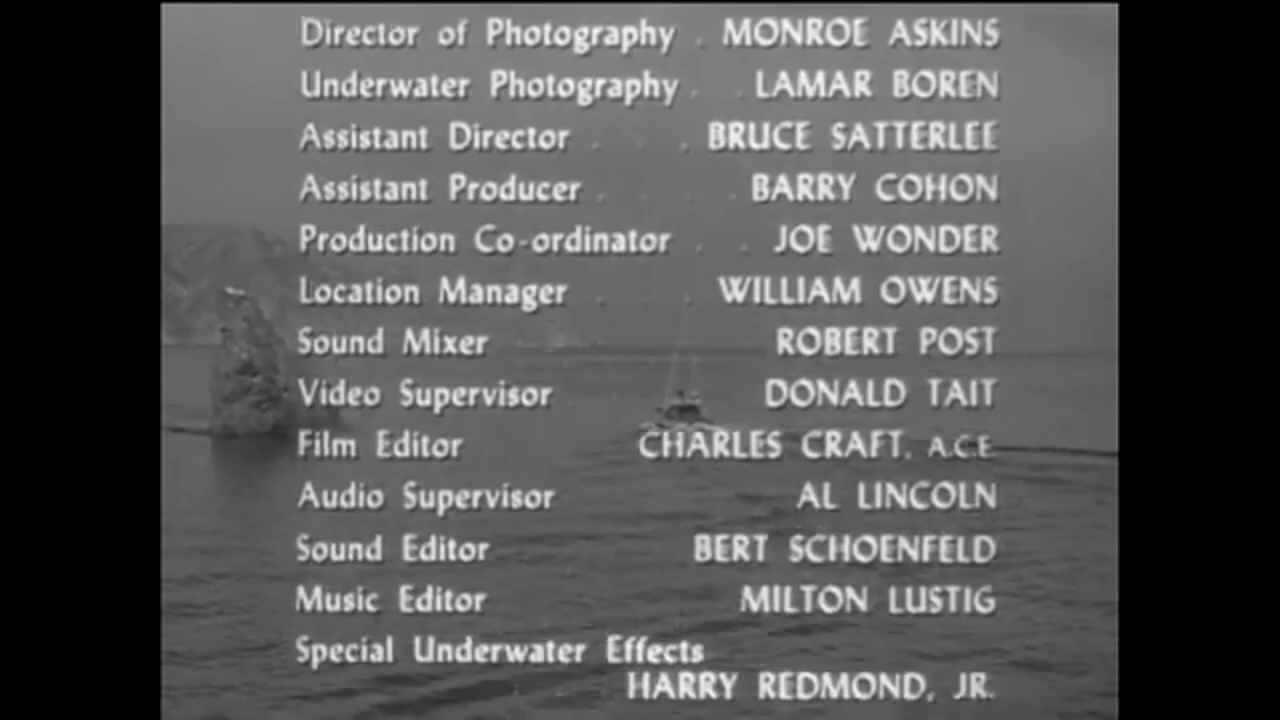 Director of Photography . MONROE ASKINS
Underwater Photography . . LAMAR BOREN
Assistant Director . . . BRUCE SATTERLEE
Assistant Producer . . . . BARRY COHON
Production Co-ordinator . . JOE WONDER
Location Manager . . . WILLIAM OWENS
Sound Mixer ROBERT POST
Video Supervisor DONALD TAIT
Film Editor CHARLES CRAFT, A.C.E.
Audio Supervisor AL LINCOLN
Sound Editor BERT SCHOENFELD
Music Editor MILTON LUSTIG
Special Underwater Effects
HARRY REDMOND, JR.